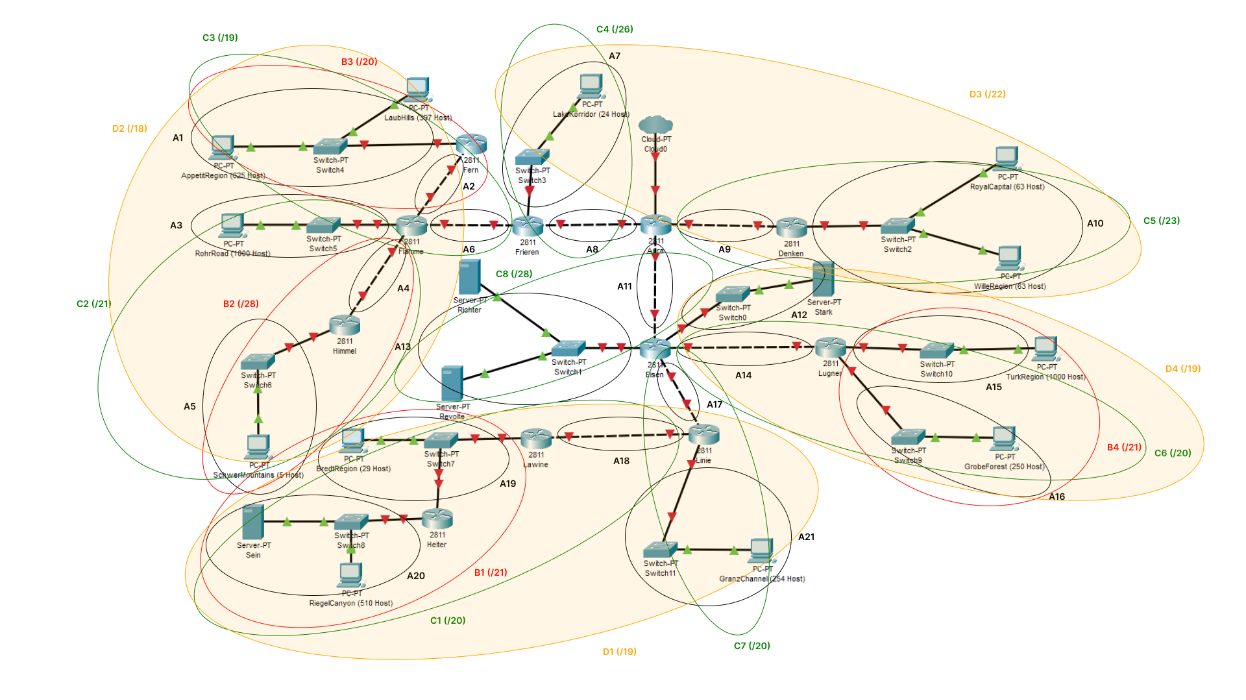 C4 (/26)
C3 (/19)
A7
B3 (/20)
D3 (/22)
PC-PT
LaubHills (397 Host)
PC-PT
LakeKorridor (24 Host)
D2 (/18)
A1
Cloud-PT
Cloud0
Switch-PT
Switch4
2811
Fern
PC-PT
AppetitRegion (625 Host)
Switch-PT
Switch3
PC-PT
RoyalCapital (63 Host)
A2
A3
Switch-PT
Switch5
PC-PT
RohrRoad (1000 Host)
2811
A6
2811
Frieren
A8
2811
A9
2811
Denken
Switch-PT
Switch2
A10
C5 (/23)
C8 (/28)
A4
A11
PC-PT
WilleRegion (63 Host)
Server-PT
Richter
Switch-PT
Switch0
Server-PT
Stark
A12
C2 (/21)
B2 (/28)
2811
Himmel
A13
Switch-PT
Switch1
2811
Eisen
A14
2811
Lugner
Switch-PT
Switch10
A15
PC-PT
TurkRegion (1000 Host)
D4 (/19)
Switch-PT
Switch6
A5
Server-PT
Revolte
A17
PC-PT
SchwerMountains (5 Host)
PC-PT
BredtRegion (29 Host)
Switch-PT
Switch7
2811
Lawine
A18
2811
Linie
Switch-PT
Switch9
PC-PT
GrobeForest (250 Host)
B4 (/21)
C6 (/20)
A19
A16
Server-PT
Sein
Switch-PT
Switch8
2811
Heiter
A21
A20
B1 (/21)
Switch-PT
Switch11
PC-PT
GranzChannel (254 Host)
PC-PT
RiegelCanyon (510 Host)
C1 (/20)
C7 (/20)
D1 (/19)